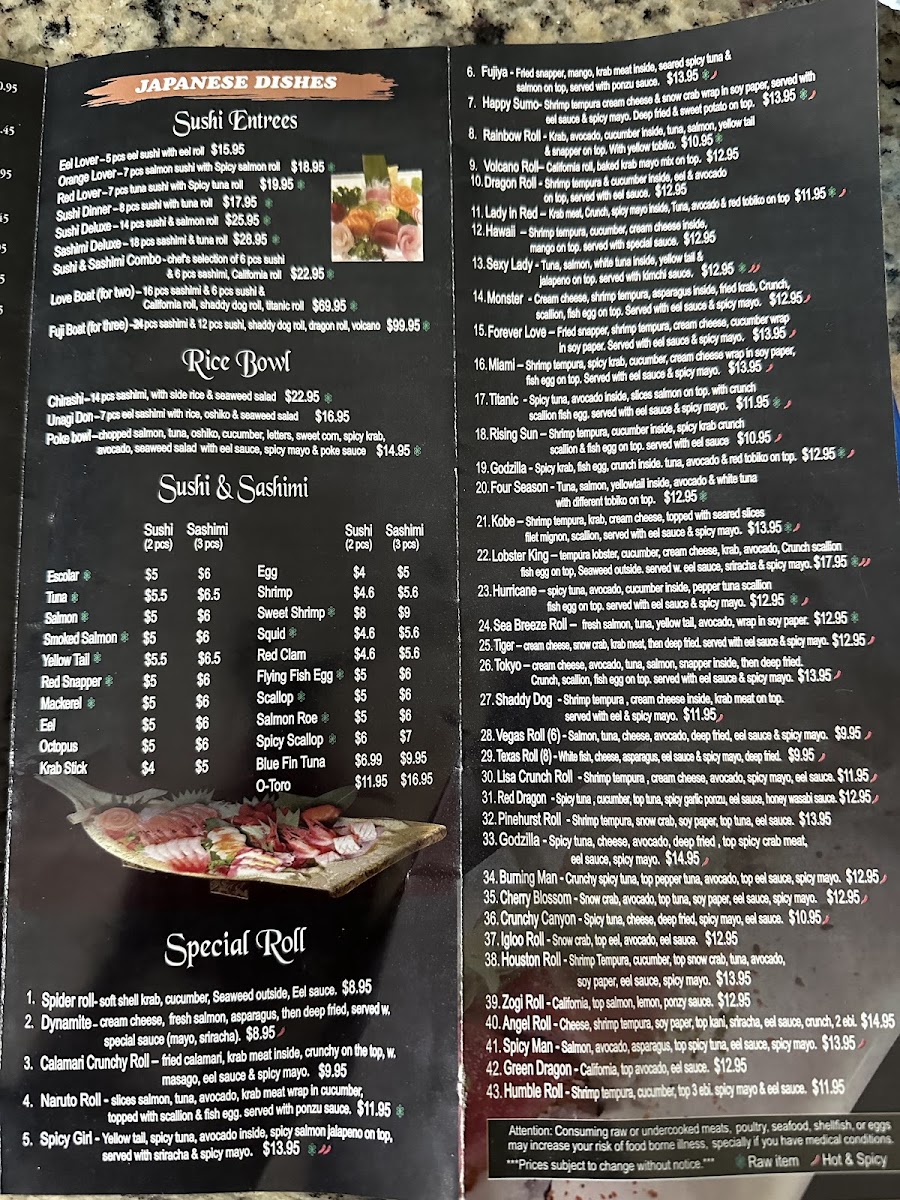 0.95
.45
95
JAPANESE DISHES
Sushi Entrees
Eel Lover – 5 pcs eel sushi with eel roll $15.95
Orange Lover – 7 pcs salmon sushi with Spicy salmon roll $18.95
Red Lover – 7 pcs tuna sushi with Spicy tuna roll $19.95
Sushi Dinner – 8 pcs with tuna roll $17.95
Sushi Deluxe – 14 pcs sushi & salmon roll $25.95
Sashimi Deluxe – 18 pcs sashimi & tuna roll $28.95
Sushi & Sashimi Combo - chef's selection of 6 pcs sushi
& 6 pcs sashimi, California roll $22.95
Love Boat (for two) – 16 pcs sashimi & 6 pcs sushi &
California roll, shaddy dog roll, titanic roll $69.95
Fuji Boat (for three) – 24 pcs sashimi & 12 pcs sushi, shaddy dog roll, dragon roll, volcano $99.95
Rice Bowl
Chirashi – 14 pcs sashimi, with side rice & seaweed salad $22.95
Unagi Don – 7 pcs eel sashimi with rice, oshiko & seaweed salad $16.95
Poke bowl – chopped salmon, tuna, oshiko, cucumber, letters, sweet corn, spicy krab,
avocado, seaweed salad with eel sauce, spicy mayo & poke sauce $14.95
Sushi & Sashimi
Sushi Sashimi
(2 pcs) (3 pcs)
Escolar $5 $6
Tuna $5.5 $6.5
Salmon $5 $6
Smoked Salmon $5 $6
Yellow Tail $5.5 $6.5
Red Snapper $5 $6
Mackerel $5 $6
Eel $5 $6
Octopus $5 $6
Krab Stick $4 $5
Sushi Sashimi
(2 pcs) (3 pcs)
Egg $4 $5
Shrimp $4.6 $5.6
Sweet Shrimp $8 $9
Squid $4.6 $5.6
Red Clam $4.6 $5.6
Flying Fish Egg $5 $6
Scallop $5 $6
Salmon Roe $5 $6
Spicy Scallop $6 $7
Blue Fin Tuna $6.99 $9.95
O-Toro $11.95 $16.95
Special Roll
1. Spider roll- soft shell krab, cucumber, Seaweed outside, Eel sauce. $8.95
2. Dynamite – cream cheese, fresh salmon, asparagus, then deep fried, served w.
special sauce (mayo, sriracha). $8.95
3. Calamari Crunchy Roll – fried calamari, krab meat inside, crunchy on the top, w.
masago, eel sauce & spicy mayo. $9.95
4. Naruto Roll - slices salmon, tuna, avocado, krab meat wrap in cucumber,
topped with scallion & fish egg. served with ponzu sauce. $11.95
5. Spicy Girl - Yellow tail, spicy tuna, avocado inside, spicy salmon jalapeno on top,
served with sriracha & spicy mayo. $13.95
6. Fujiya - Fried snapper, mango, krab meat inside, seared spicy tuna &
salmon on top, served with ponzu sauce. $13.95
7. Happy Sumo- Shrimp tempura cream cheese & snow crab wrap in soy paper, served with
eel sauce & spicy mayo. Deep fried & sweet potato on top. $13.95
8. Rainbow Roll - Krab, avocado, cucumber inside, tuna, salmon, yellow tail
& snapper on top. With yellow tobiko. $10.95
9. Volcano Roll– California roll, baked krab mayo mix on top. $12.95
10. Dragon Roll - Shrimp tempura & cucumber inside, eel & avocado
on top, served with eel sauce. $12.95
11. Lady in Red – Krab meat, Crunch, spicy mayo inside, Tuna, avocado & red tobiko on top $11.95
12. Hawaii – Shrimp tempura, cucumber, cream cheese inside,
mango on top. served with special sauce. $12.95
13. Sexy Lady - Tuna, salmon, white tuna inside, yellow tail &
jalapeno on top. served with kimchi sauce. $12.95
14. Monster - Cream cheese, shrimp tempura, asparagus inside, fried krab, Crunch,
scallion, fish egg on top. Served with eel sauce & spicy mayo. $12.95
15. Forever Love – Fried snapper, shrimp tempura, cream cheese, cucumber wrap
in soy paper. Served with eel sauce & spicy mayo. $13.95
16. Miami – Shrimp tempura, spicy krab, cucumber, cream cheese wrap in soy paper,
fish egg on top. Served with eel sauce & spicy mayo. $13.95
17. Titanic - Spicy tuna, avocado inside, slices salmon on top. with crunch
scallion fish egg. served with eel sauce & spicy mayo. $11.95
18. Rising Sun – Shrimp tempura, cucumber inside, spicy krab crunch
scallion & fish egg on top. served with eel sauce $10.95
19. Godzilla - Spicy krab, fish egg, crunch inside. tuna, avocado & red tobiko on top. $12.95
20. Four Season - Tuna, salmon, yellowtail inside, avocado & white tuna
with different tobiko on top. $12.95
21. Kobe – Shrimp tempura, krab, cream cheese, topped with seared slices
filet mignon, scallion, served with eel sauce & spicy mayo. $13.95
22. Lobster King – tempura lobster, cucumber, cream cheese, krab, avocado, Crunch scallion
fish egg on top, Seaweed outside. served w. eel sauce, sriracha & spicy mayo. $17.95
23. Hurricane – spicy tuna, avocado, cucumber inside, pepper tuna scallion
fish egg on top. served with eel sauce & spicy mayo. $12.95
24. Sea Breeze Roll – fresh salmon, tuna, yellow tail, avocado, wrap in soy paper. $12.95
25. Tiger – cream cheese, snow crab, krab meat, then deep fried. served with eel sauce & spicy mayo. $12.95
26. Tokyo – cream cheese, avocado, tuna, salmon, snapper inside, then deep fried.
Crunch, scallion, fish egg on top. served with eel sauce & spicy mayo. $13.95
27. Shaddy Dog - Shrimp tempura , cream cheese inside, krab meat on top.
served with eel & spicy mayo. $11.95
28. Vegas Roll (6) - Salmon, tuna, cheese, avocado, deep fried, eel sauce & spicy mayo. $9.95
29. Texas Roll (8) - White fish, cheese, asparagus, eel sauce & spicy mayo, deep fried. $9.95
30. Lisa Crunch Roll - Shrimp tempura , cream cheese, avocado, spicy mayo, eel sauce. $11.95
31. Red Dragon - Spicy tuna , cucumber, top tuna, spicy garlic ponzu, eel sauce, honey wasabi sauce. $12.95
32. Pinehurst Roll - Shrimp tempura, snow crab, soy paper, top tuna, eel sauce. $13.95
33. Godzilla - Spicy tuna, cheese, avocado, deep fried , top spicy crab meat,
eel sauce, spicy mayo. $14.95
34. Burning Man - Crunchy spicy tuna, top pepper tuna, avocado, top eel sauce, spicy mayo. $12.95
35. Cherry Blossom - Snow crab, avocado, top tuna, soy paper, eel sauce, spicy mayo. $12.95
36. Crunchy Canyon - Spicy tuna, cheese, deep fried, spicy mayo, eel sauce. $10.95
37. Igloo Roll - Snow crab, top eel, avocado, eel sauce. $12.95
38. Houston Roll - Shrimp Tempura, cucumber, top snow crab, tuna, avocado,
soy paper, eel sauce, spicy mayo. $13.95
39. Zogi Roll - California, top salmon, lemon, ponzy sauce. $12.95
40. Angel Roll - Cheese, shrimp tempura, soy paper, top kani, sriracha, eel sauce, crunch, 2 ebi. $14.95
41. Spicy Man - Salmon, avocado, asparagus, top spicy tuna, eel sauce, spicy mayo. $13.95
42. Green Dragon - California, top avocado, eel sauce. $12.95
43. Humble Roll - Shrimp tempura, cucumber, top 3 ebi. spicy mayo & eel sauce. $11.95
Attention: Consuming raw or undercooked meats, poultry, seafood, shellfish, or eggs
may increase your risk of food borne illness, specially if you have medical conditions.
***Prices subject to change without notice.*** Raw item Hot & Spicy